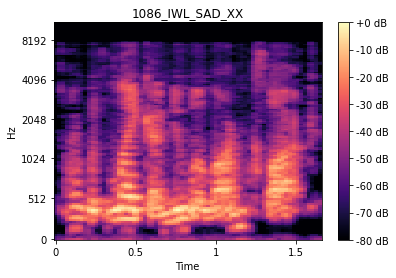 1086_IWL_SAD_XX
+0 dB
8192
-10 dB
4096
-20 dB
-30 dB
2048
Hz
-40 dB
1024
-50 dB
512
-60 dB
-70 dB
0
-80 dB
0
0.5
1
1.5
Time